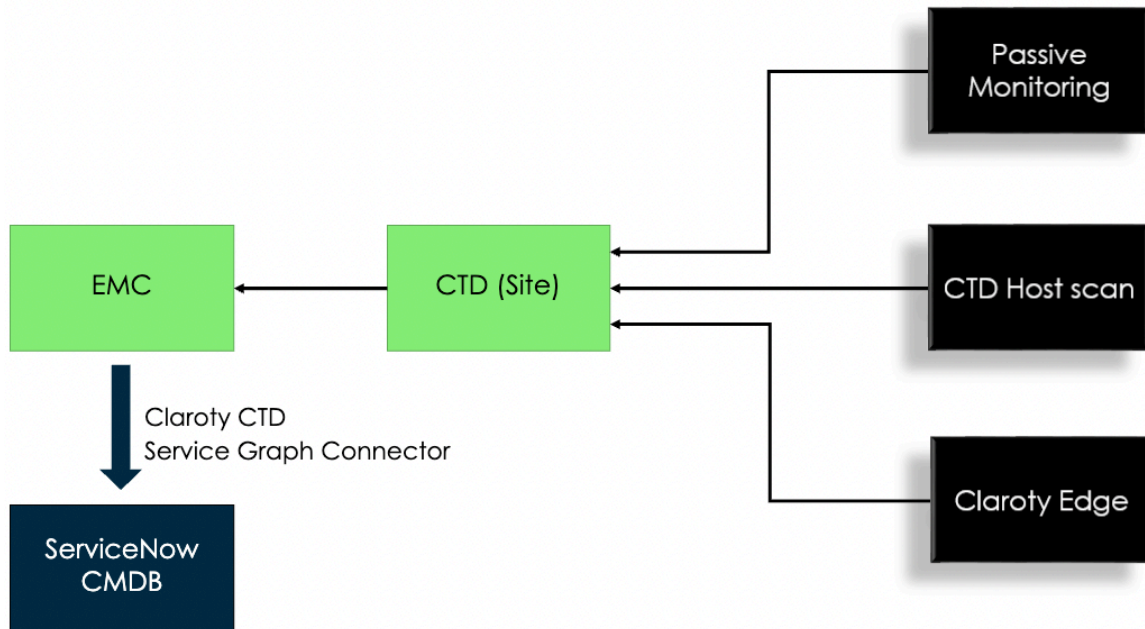 Passive
Monitoring
EMC
CTD (Site)
CTD Host scan
Claroty CTD
Service Graph Connector
Claroty Edge
ServiceNow
CMDB